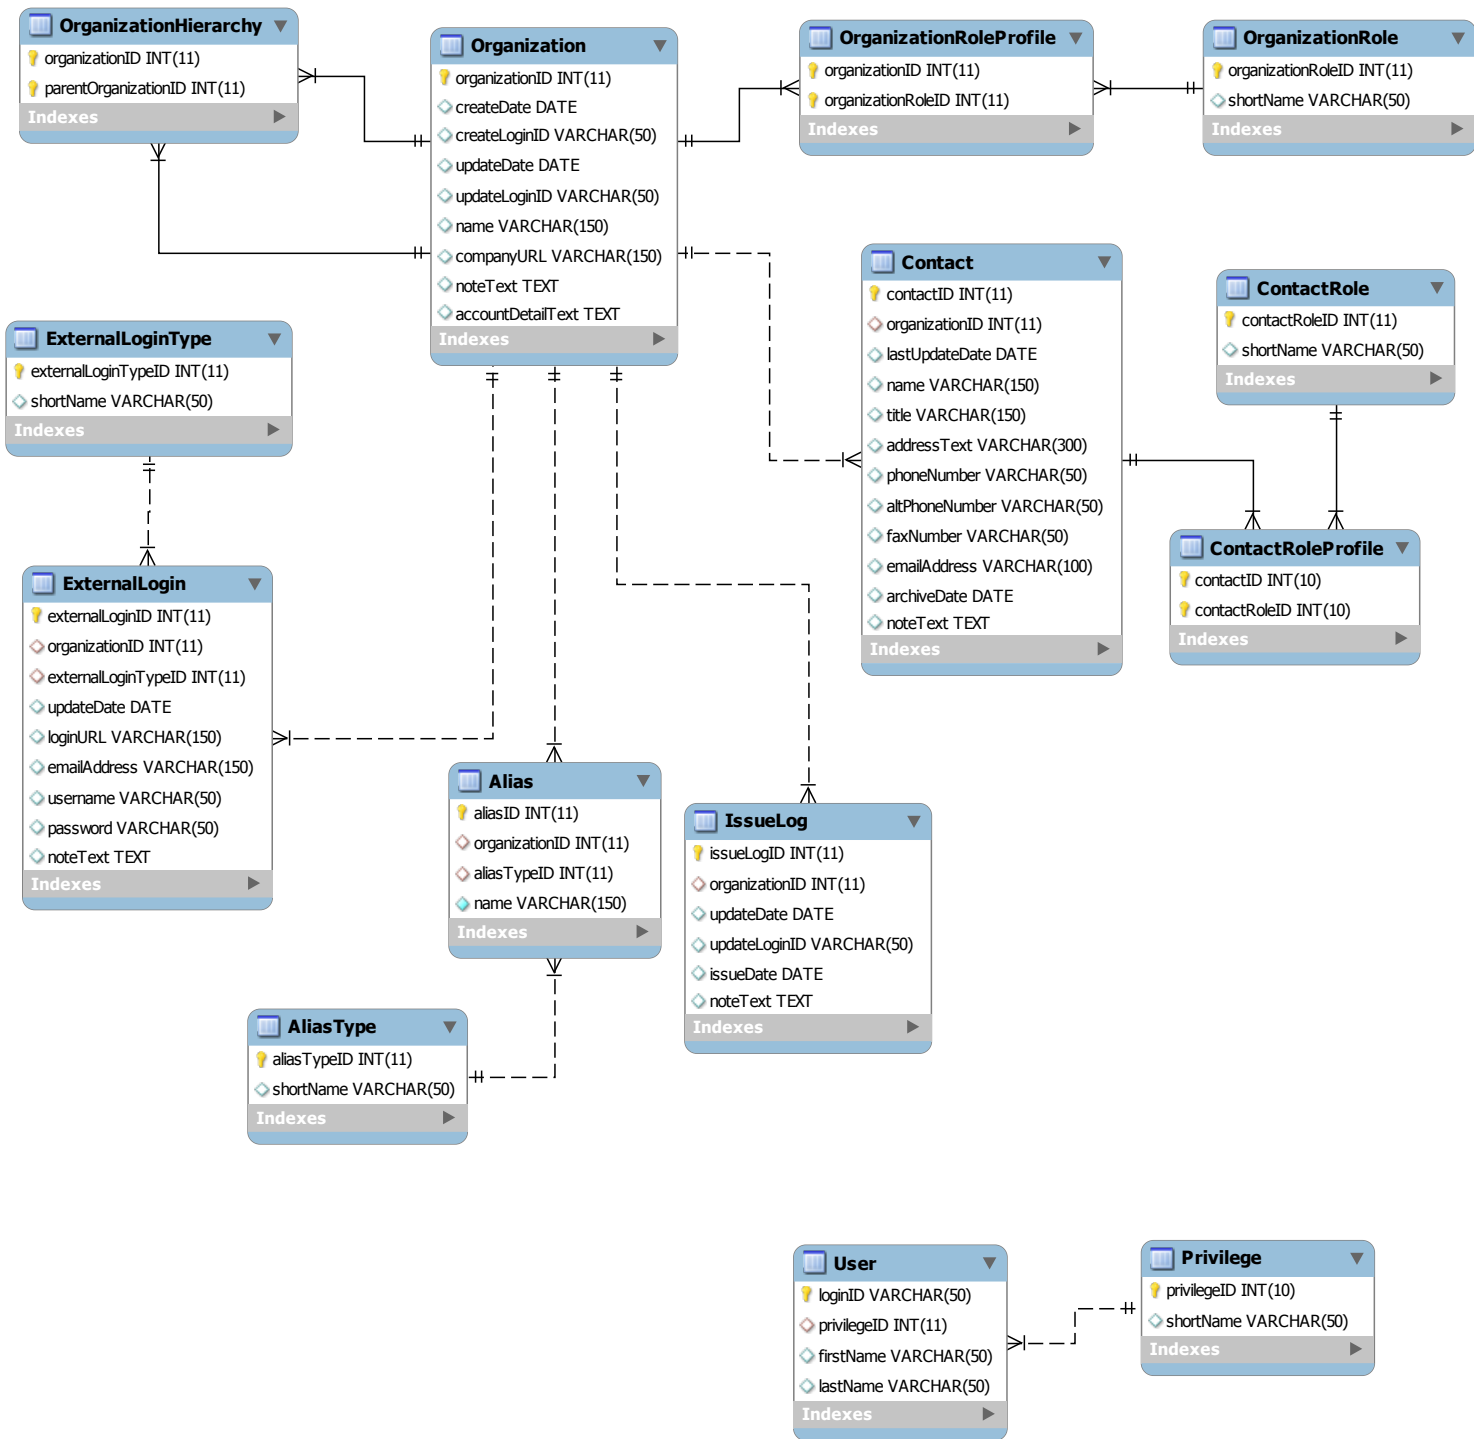 OrganizationHierarchy
organizationID INT(11)
parentOrganizationID INT(11)
Indexes
Organization
organizationID INT(11)
createDate DATE
createLoginID VARCHAR(50)
updateDate DATE
updateLoginID VARCHAR(50)
name VARCHAR(150)
companyURL VARCHAR(150)
noteText TEXT
accountDetailText TEXT
Indexes
OrganizationRoleProfile
organizationID INT(11)
organizationRoleID INT(11)
Indexes
OrganizationRole
organizationRoleID INT(11)
shortName VARCHAR(50)
Indexes
Contact
contactID INT(11)
organizationID INT(11)
lastUpdateDate DATE
name VARCHAR(150)
title VARCHAR(150)
addressText VARCHAR(300)
phoneNumber VARCHAR(50)
altPhoneNumber VARCHAR(50)
faxNumber VARCHAR(50)
emailAddress VARCHAR(100)
archiveDate DATE
noteText TEXT
Indexes
ContactRole
contactRoleID INT(11)
shortName VARCHAR(50)
Indexes
ExternalLoginType
externalLoginTypeID INT(11)
shortName VARCHAR(50)
Indexes
ContactRoleProfile
contactID INT(10)
contactRoleID INT(10)
Indexes
ExternalLogin
externalLoginID INT(11)
organizationID INT(11)
externalLoginTypeID INT(11)
updateDate DATE
loginURL VARCHAR(150)
emailAddress VARCHAR(150)
username VARCHAR(50)
password VARCHAR(50)
noteText TEXT
Indexes
Alias
aliasID INT(11)
organizationID INT(11)
aliasTypeID INT(11)
name VARCHAR(150)
Indexes
IssueLog
issueLogID INT(11)
organizationID INT(11)
updateDate DATE
updateLoginID VARCHAR(50)
issueDate DATE
noteText TEXT
Indexes
AliasType
aliasTypeID INT(11)
shortName VARCHAR(50)
Indexes
User
loginID VARCHAR(50)
privilegeID INT(11)
firstName VARCHAR(50)
lastName VARCHAR(50)
Indexes
Privilege
privilegeID INT(10)
shortName VARCHAR(50)
Indexes